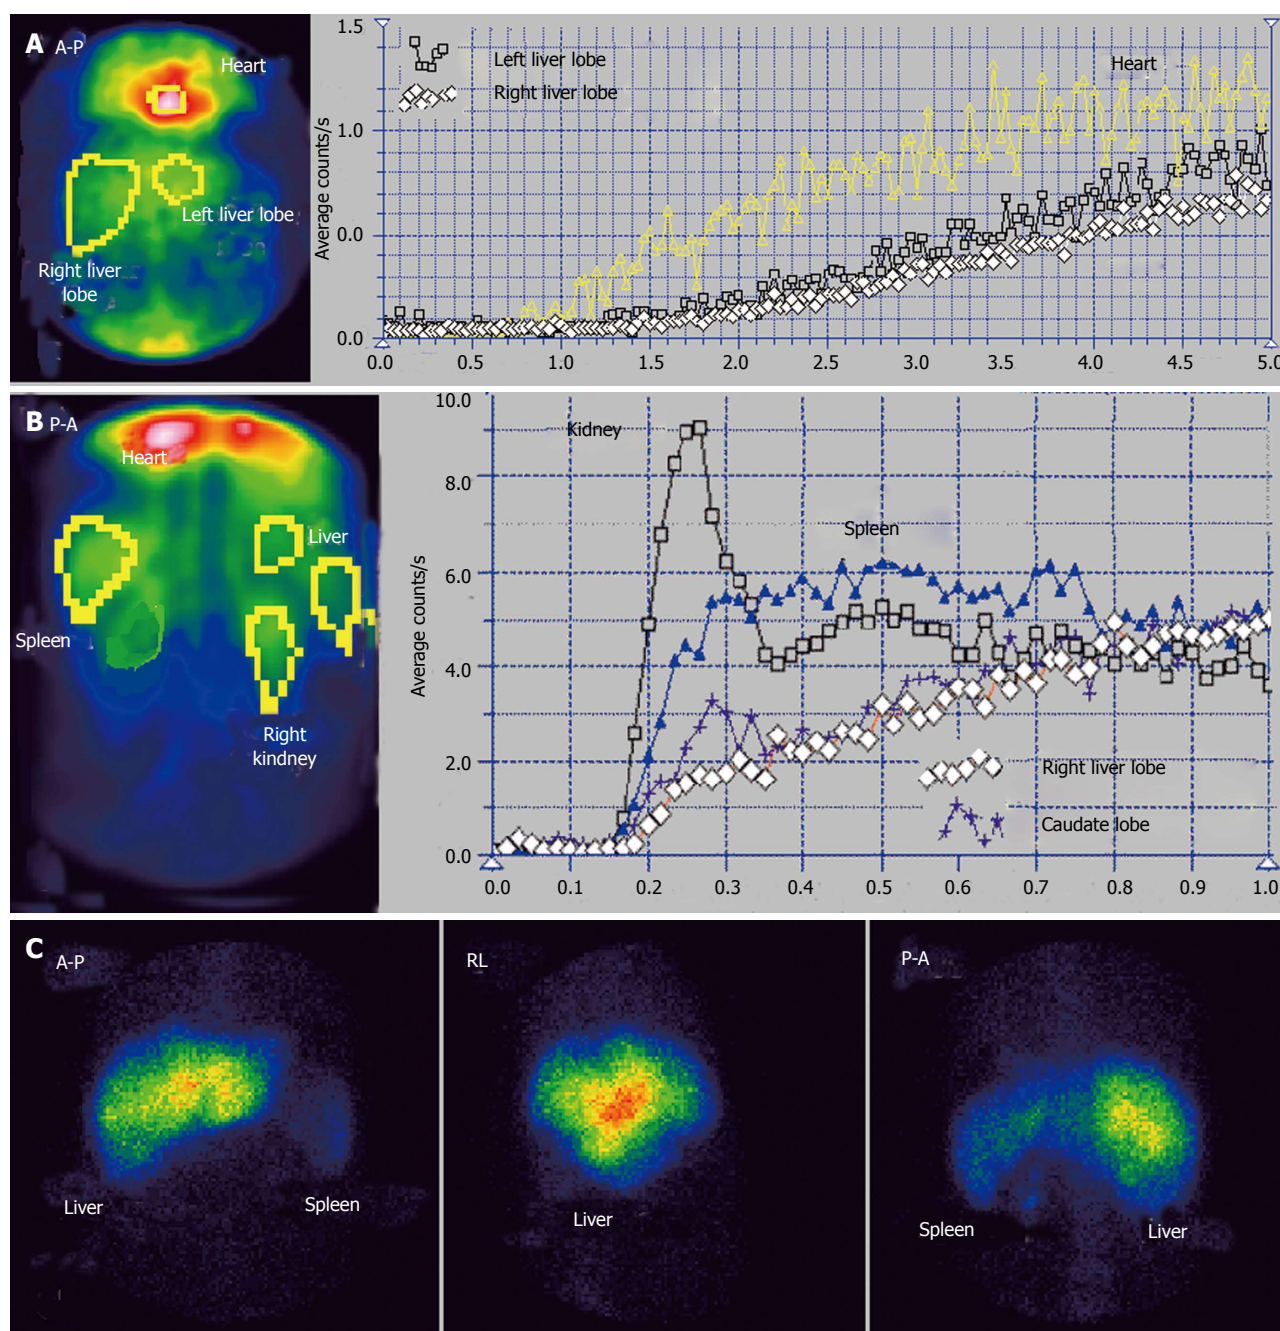 A A-P
Heart
Left liver lobe
Right liver
lobe
Average counts/s
1.5
1.0
0.0
0.0
Left liver lobe
Right liver lobe
Heart
0.0 0.5 1.0 1.5 2.0 2.5 3.0 3.5 4.0 4.5 5.0
B P-A
Heart
Liver
Spleen
Right
kindney
Average counts/s
10.0
8.0
6.0
4.0
2.0
0.0
Kidney
Spleen
Right liver lobe
Caudate lobe
0.0 0.1 0.2 0.3 0.4 0.5 0.6 0.7 0.8 0.9 1.0
C A-P
Liver
Spleen
RL
Liver
P-A
Spleen
Liver